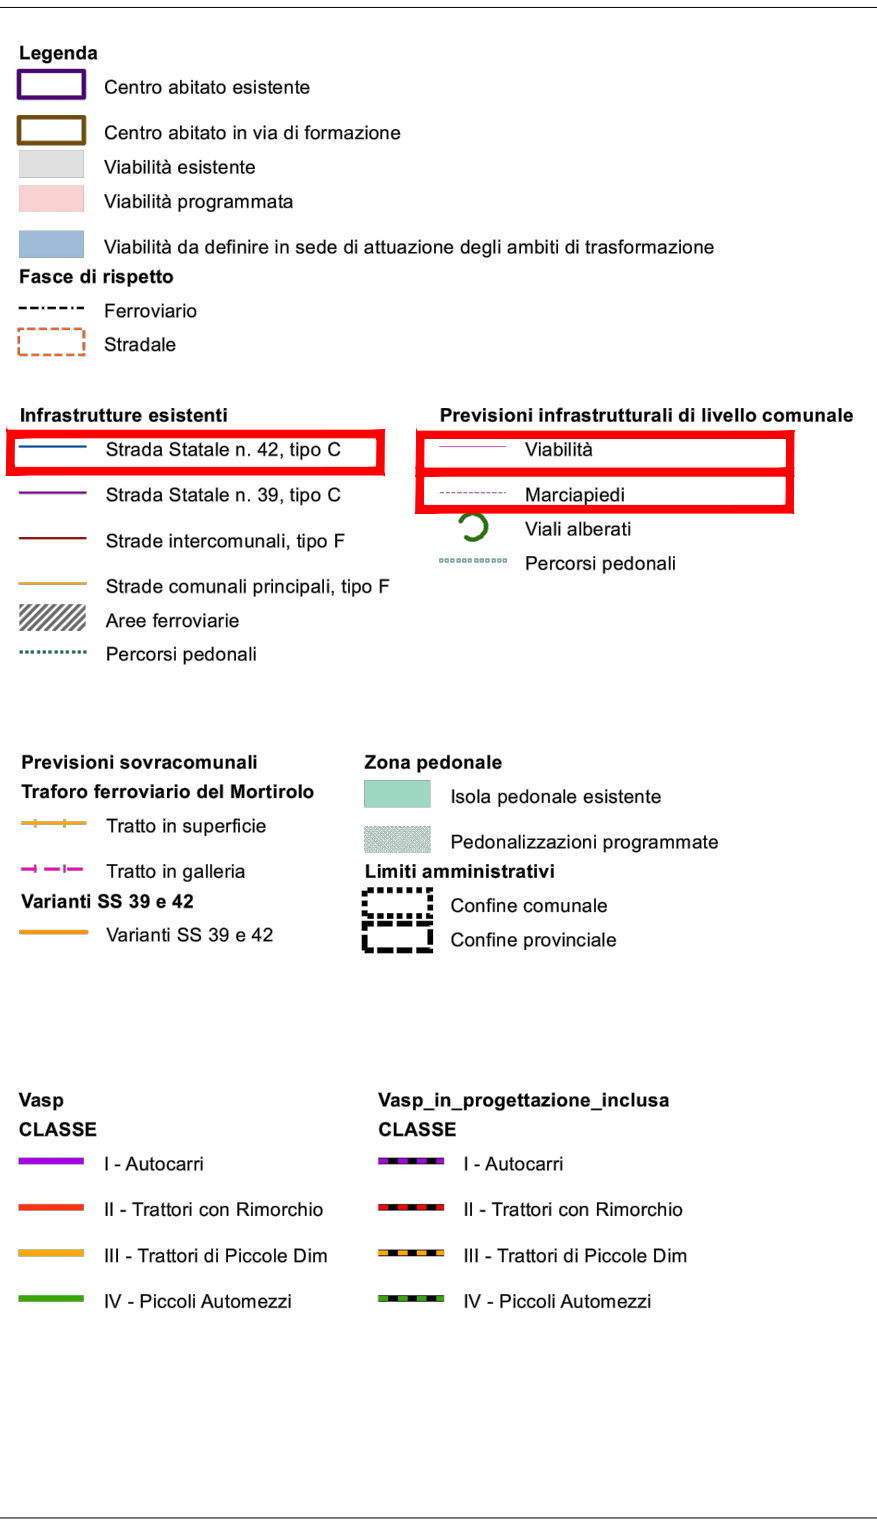 Legenda
Centro abitato esistente
Centro abitato in via di formazione
Viabilità esistente
Viabilità programmata
Viabilità da definire in sede di attuazione degli ambiti di trasformazione
Fasce di rispetto
Ferroviario
Stradale
Infrastrutture esistenti
Strada Statale n. 42, tipo C
Strada Statale n. 39, tipo C
Strade intercomunali, tipo F
Strade comunali principali, tipo F
Aree ferroviarie
Percorsi pedonali
Previsioni infrastrutturali di livello comunale
Viabilità
Marciapiedi
Viali alberati
Percorsi pedonali
Previsioni sovracomunali
Traforo ferroviario del Mortirolo
Tratto in superficie
Tratto in galleria
Varianti SS 39 e 42
Varianti SS 39 e 42
Zona pedonale
Isola pedonale esistente
Pedonalizzazioni programmate
Limiti amministrativi
Confine comunale
Confine provinciale
Vasp
CLASSE
I - Autocarri
II - Trattori con Rimorchio
III - Trattori di Piccole Dim
IV - Piccoli Automezzi
Vasp_in_progettazione_inclusa
CLASSE
I - Autocarri
II - Trattori con Rimorchio
III - Trattori di Piccole Dim
IV - Piccoli Automezzi